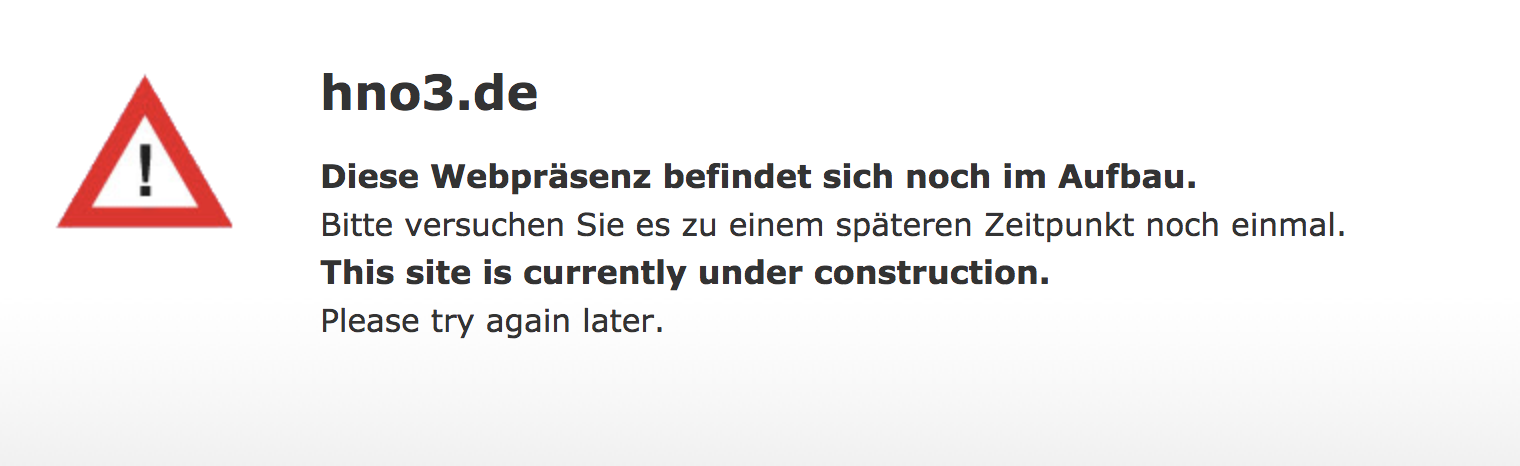 !
hno3.de
Diese Webpräsenz befindet sich noch im Aufbau.
Bitte versuchen Sie es zu einem späteren Zeitpunkt noch einmal.
This site is currently under construction.
Please try again later.